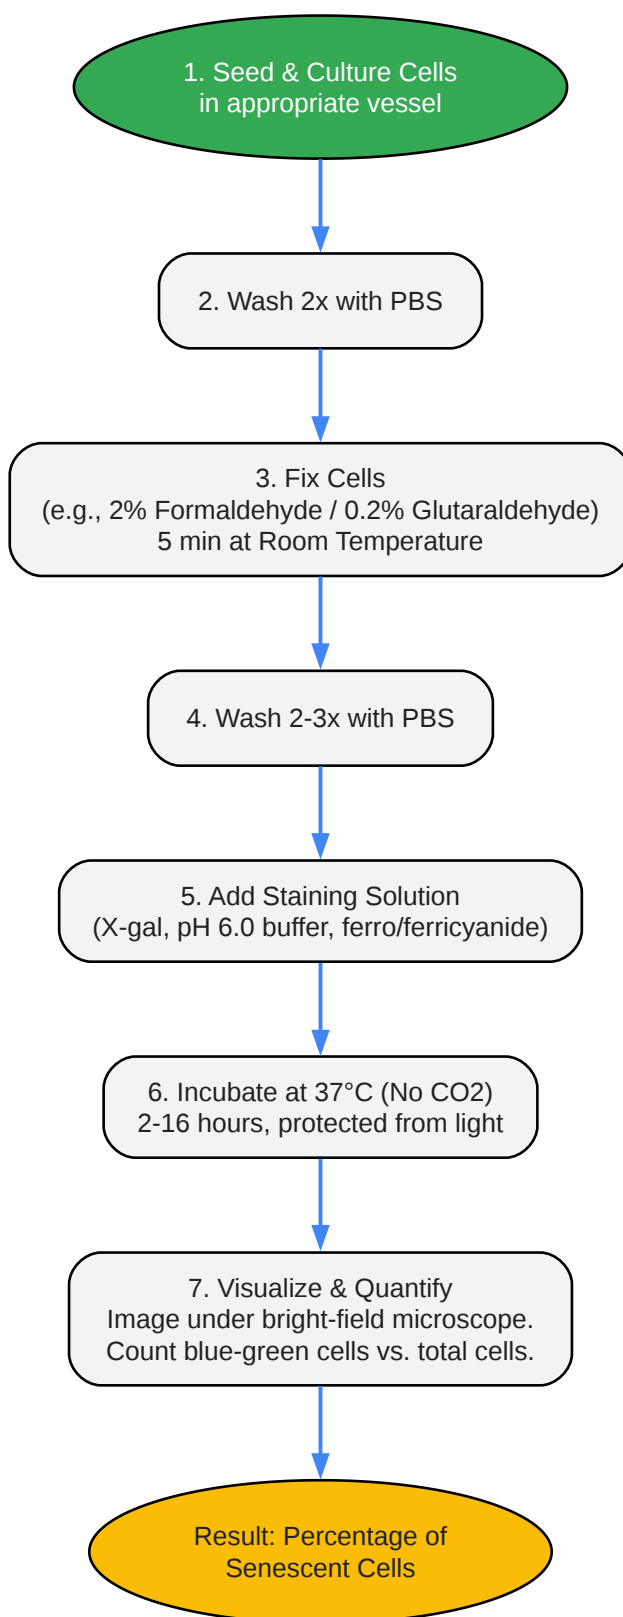 1. Seed & Culture Cells
in appropriate vessel
2. Wash 2x with PBS
3. Fix Cells
(e.g., 2% Formaldehyde / 0.2% Glutaraldehyde)
5 min at Room Temperature
4. Wash 2-3x with PBS
5. Add Staining Solution
(X-gal, pH 6.0 buffer, ferro/ferricyanide)
6. Incubate at 37°C (No CO2)
2-16 hours, protected from light
7. Visualize & Quantify
Image under bright-field microscope.
Count blue-green cells vs. total cells.
Result: Percentage of
Senescent Cells